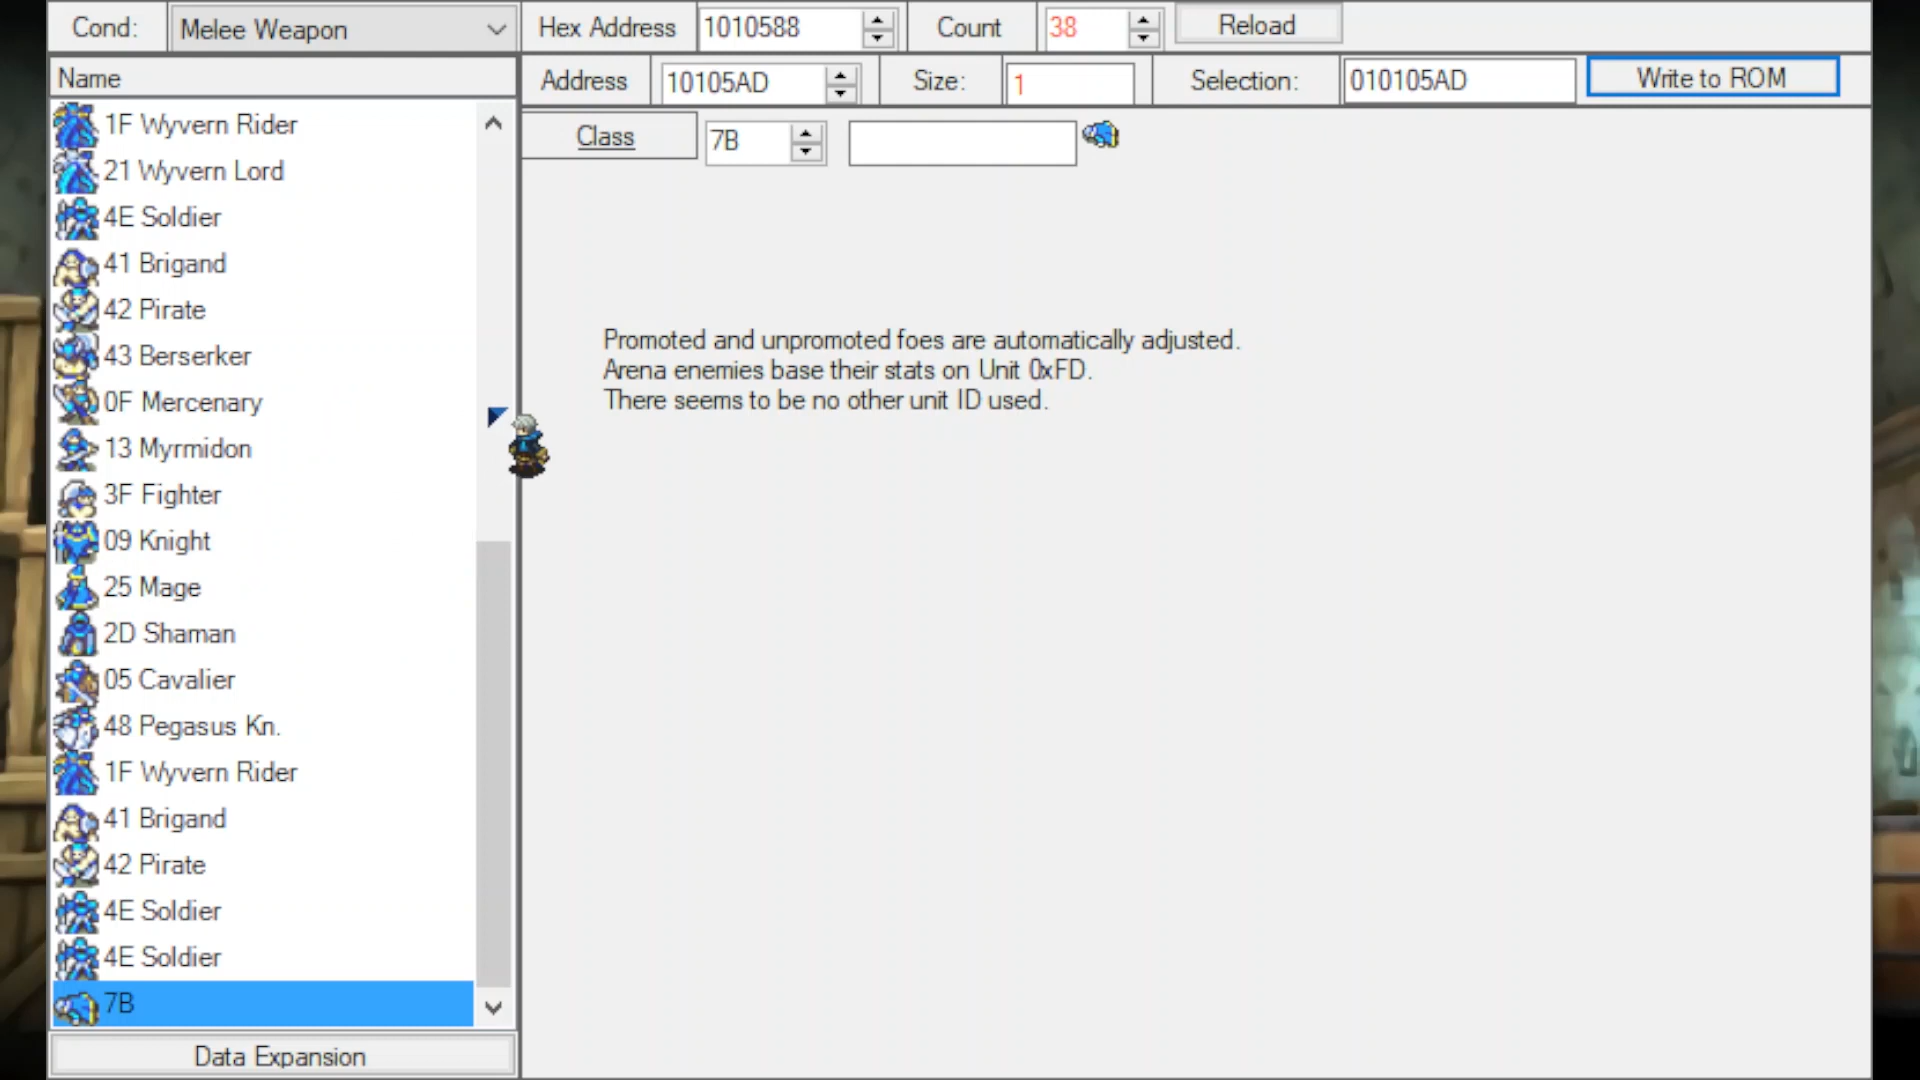 Cond: Melee Weapon Hex Address 1010588 Count 38 Reload
Name Address 10105AD Size: 1 Selection: 010105AD Write to ROM
Class 7B
1F Wyvern Rider
21 Wyvern Lord
4E Soldier
41 Brigand
42 Pirate
43 Berserker
0F Mercenary
13 Myrmidon
3F Fighter
09 Knight
25 Mage
2D Shaman
05 Cavalier
48 Pegasus Kn.
1F Wyvern Rider
41 Brigand
42 Pirate
4E Soldier
4E Soldier
7B
Data Expansion
Promoted and unpromoted foes are automatically adjusted.
Arena enemies base their stats on Unit 0xFD.
There seems to be no other unit ID used.